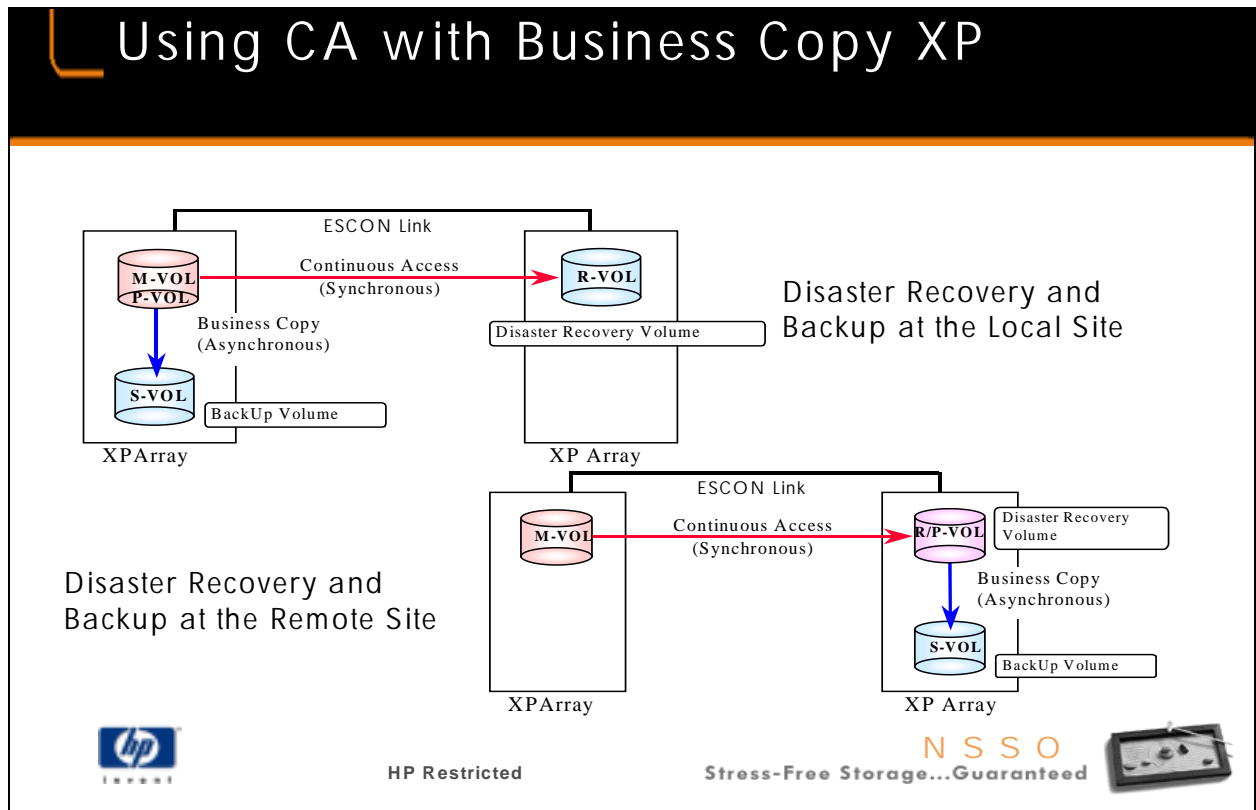 Using CA with Business Copy XP
ESCON Link
M-VOL
P-VOL
Continuous Access
(Synchronous)
R-VOL
Business Copy
(Asynchronous)
Disaster Recovery Volume
S-VOL
BackUp Volume
XPArray
XP Array
Disaster Recovery and
Backup at the Local Site
ESCON Link
M-VOL
Continuous Access
(Synchronous)
R/P-VOL
Disaster Recovery
Volume
Business Copy
(Asynchronous)
S-VOL
BackUp Volume
XPArray
XP Array
Disaster Recovery and
Backup at the Remote Site
hp
invent
HP Restricted
NSSO
Stress-Free Storage...Guaranteed